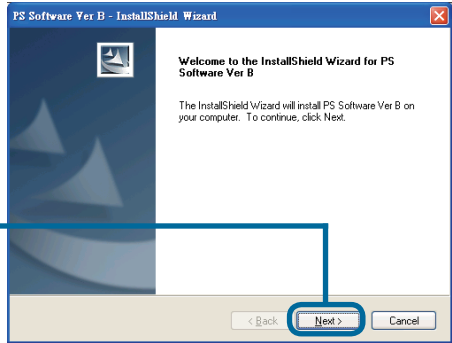 PS Software Ver B - InstallShield Wizard
Welcome to the InstallShield Wizard for PS
Software Ver B
The InstallShield Wizard will install PS Software Ver B on
your computer. To continue, click Next.
< Back Next > Cancel